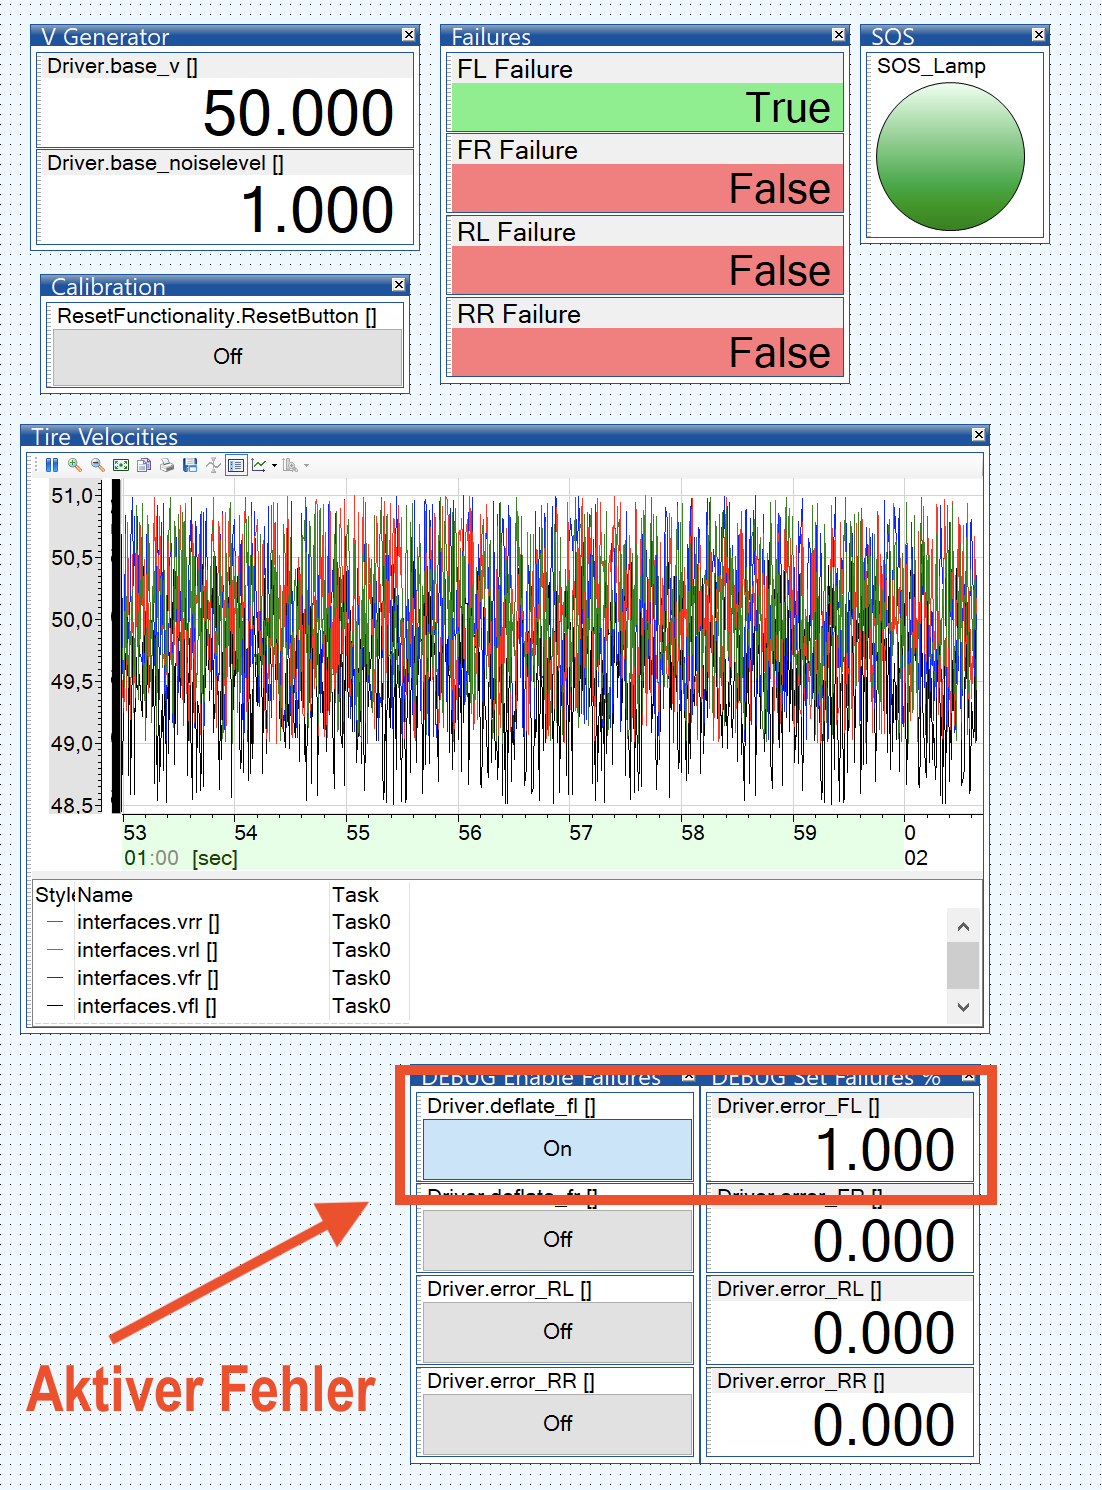 V Generator
Driver.base_v []
50.000
Driver.base_noiselevel []
1.000
Failures
FL Failure
True
FR Failure
False
RL Failure
False
RR Failure
False
SOS
SOS_Lamp
Calibration
ResetFunctionality.ResetButton []
Off
Tire Velocities
51,0
50,5
50,0
49,5
49,0
48,5
53 54 55 56 57 58 59 0
01:00 [sec] 02
Style Name Task
interfaces.vrr [] Task0
interfaces.vrl [] Task0
interfaces.vfr [] Task0
interfaces.vfl [] Task0
DEBUG Enable Failures
DEBUG Set Failures %
Driver.deflate_fl []
On
Driver.error_FL []
1.000
Driver.deflate_fr []
Off
Driver.error_FR []
0.000
Driver.error_RL []
Off
Driver.error_RL []
0.000
Driver.error_RR []
Off
Driver.error_RR []
0.000
Aktiver Fehler